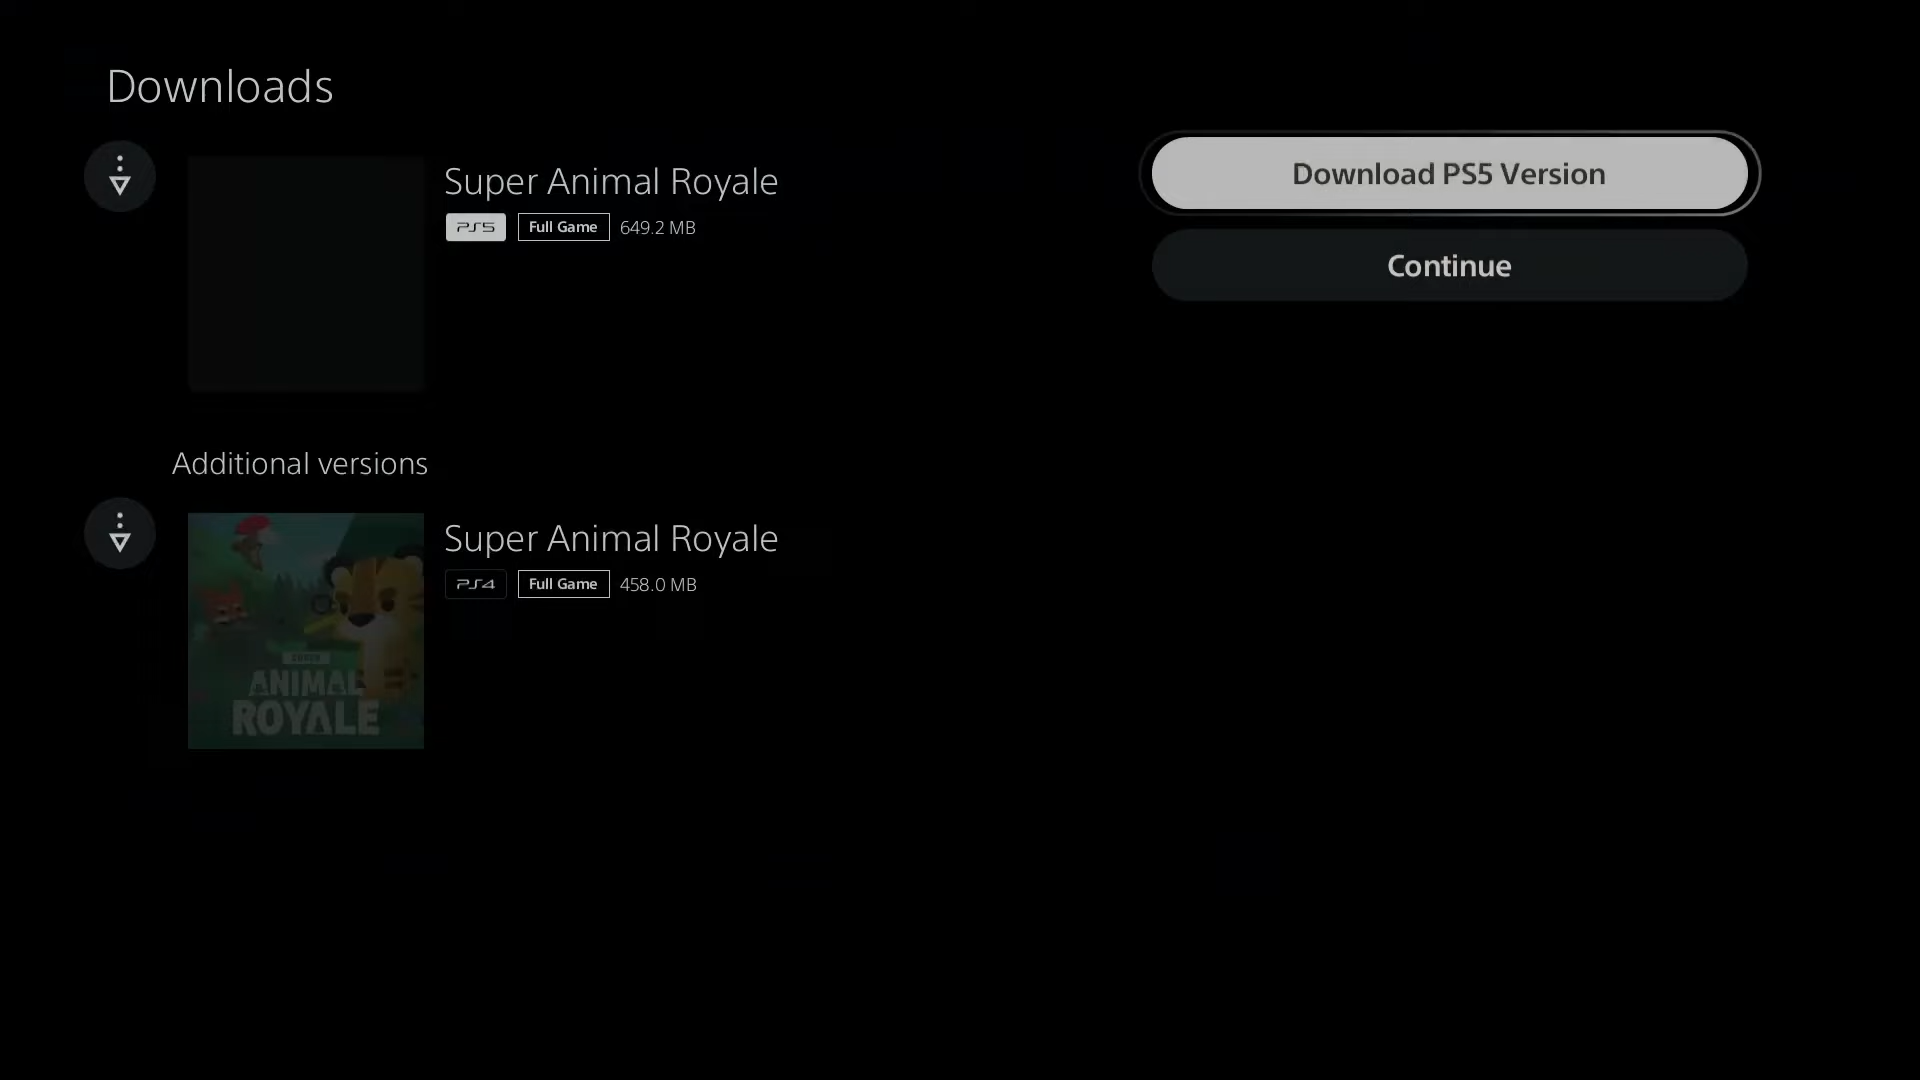 Downloads
Super Animal Royale
PS5 Full Game 649.2 MB
Download PS5 Version
Continue
Additional versions
Super Animal Royale
PS4 Full Game 458.0 MB
SUPER
ANIMAL
ROYALE